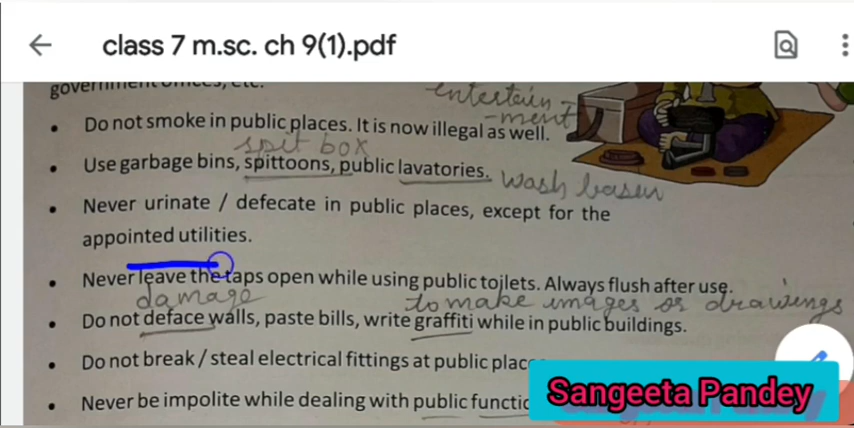 class 7 m.sc. ch 9(1).pdf
government offices, etc.
entertain -
-ment
• Do not smoke in public places. It is now illegal as well.
spit box
• Use garbage bins, spittoons, public lavatories.
wash basen
• Never urinate / defecate in public places, except for the
appointed utilities.
• Never leave the taps open while using public toilets. Always flush after use.
damage
to make images or drawings
• Do not deface walls, paste bills, write graffiti while in public buildings.
• Do not break / steal electrical fittings at public
• Never be impolite while dealing with public
Sangeeta Pandey